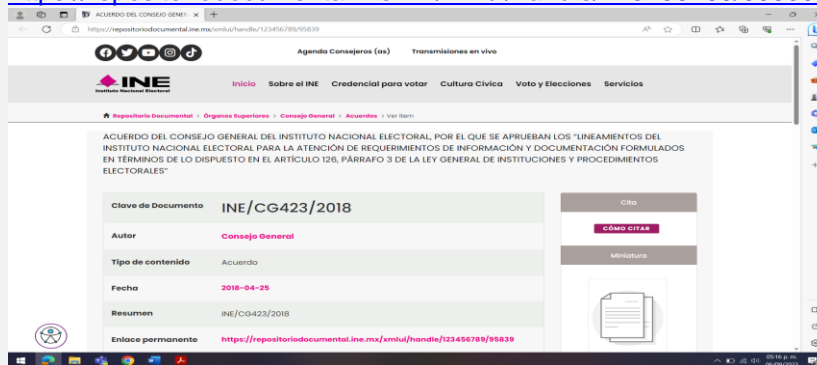 ACUERDO DEL CONSEJO GENER
https://repositoriodocumental.ine.mx/xmlui/handle/123456789/95839
Agenda Consejeros (as) Transmisiones en vivo
INE
Instituto Nacional Electoral
Inicio Sobre el INE Credencial para votar Cultura Cívica Voto y Elecciones Servicios
Repositorio Documental › Órganos Superiores › Consejo General › Acuerdos › Ver ítem
ACUERDO DEL CONSEJO GENERAL DEL INSTITUTO NACIONAL ELECTORAL, POR EL QUE SE APRUEBAN LOS "LINEAMIENTOS DEL
INSTITUTO NACIONAL ELECTORAL PARA LA ATENCIÓN DE REQUERIMIENTOS DE INFORMACIÓN Y DOCUMENTACIÓN FORMULADOS
EN TÉRMINOS DE LO DISPUESTO EN EL ARTÍCULO 126, PÁRRAFO 3 DE LA LEY GENERAL DE INSTITUCIONES Y PROCEDIMIENTOS
ELECTORALES"
Clave de Documento INE/CG423/2018
Cita
CÓMO CITAR
Autor Consejo General
Miniatura
Tipo de contenido Acuerdo
Fecha 2018-04-25
Resumen INE/CG423/2018
Enlace permanente https://repositoriodocumental.ine.mx/xmlui/handle/123456789/95839
05:16 p. m.